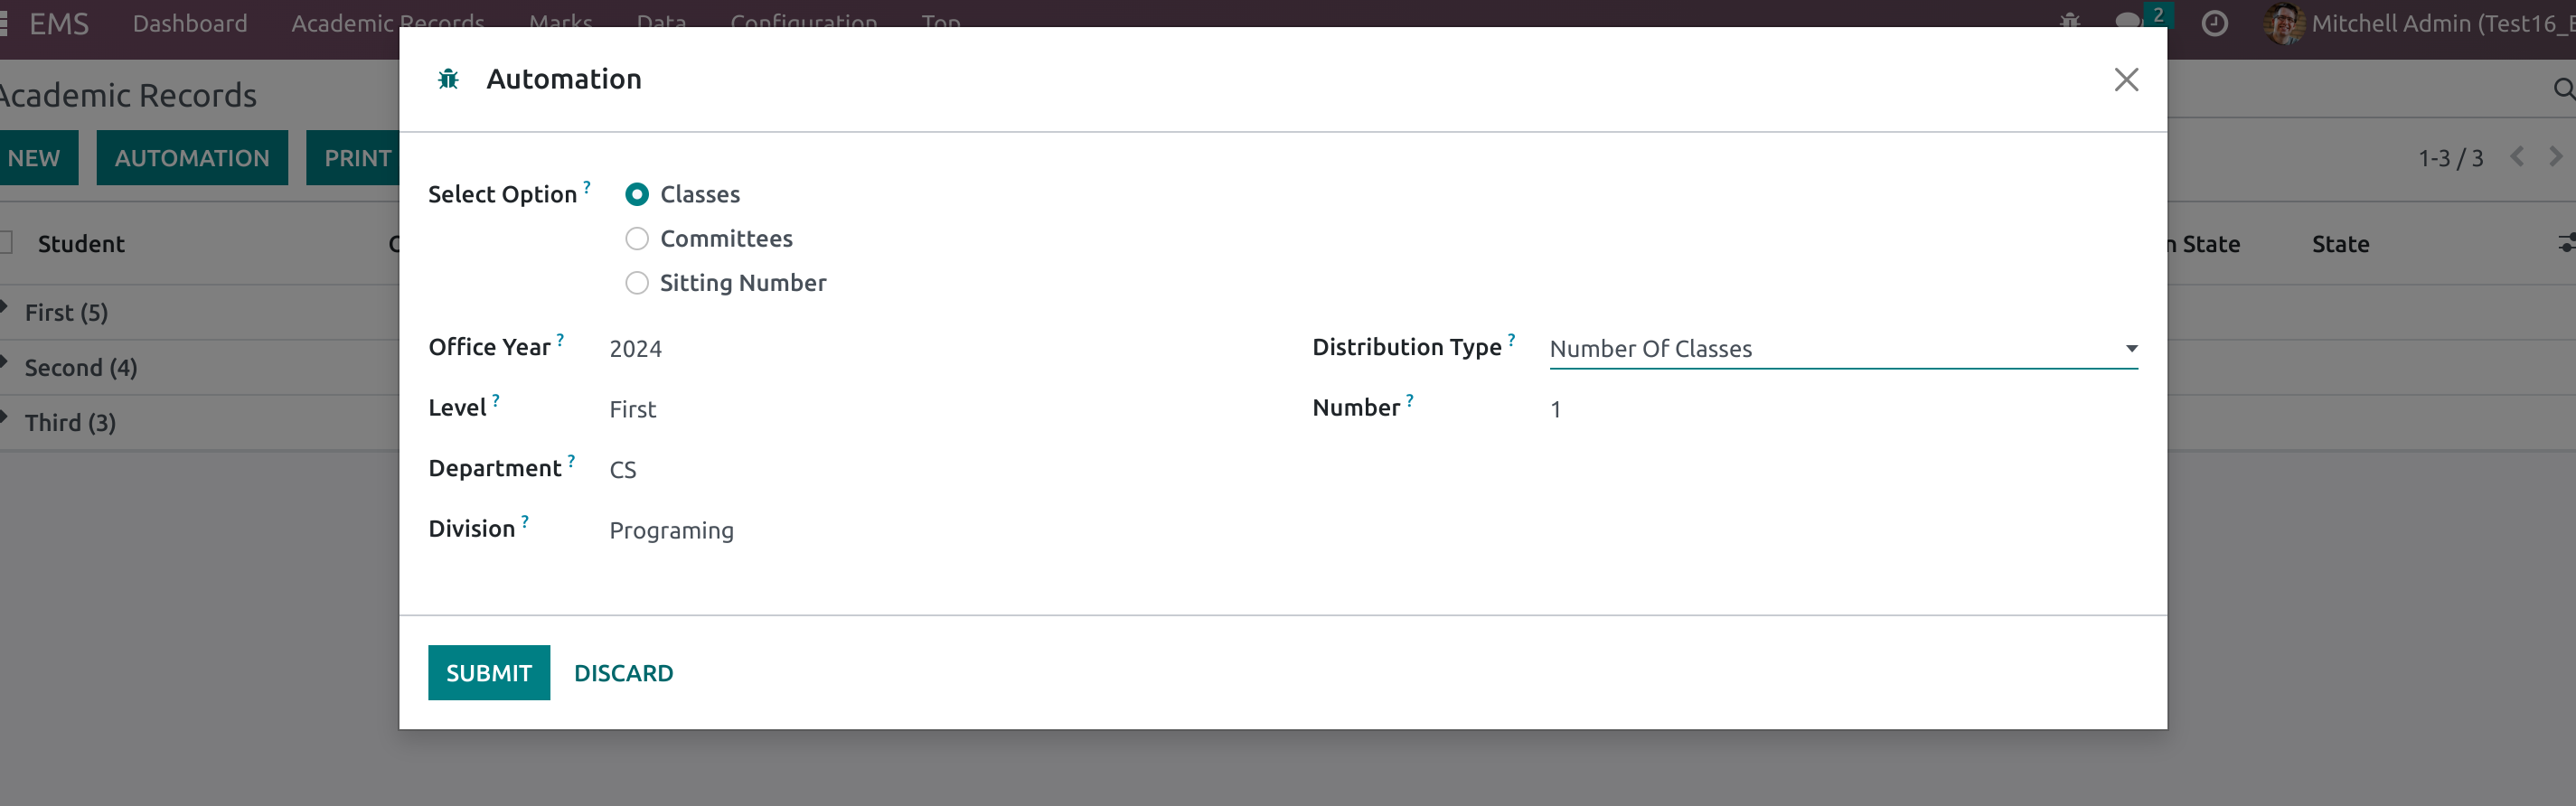 EMS Dashboard Academic Records Marks Data Configuration Top 2 Mitchell Admin (Test16_E
Academic Records
NEW AUTOMATION PRINT
1-3 / 3
Student
n State State
First (5)
Second (4)
Third (3)
Automation
Select Option ? Classes
Committees
Sitting Number
Office Year ? 2024
Level ? First
Department ? CS
Division ? Programing
Distribution Type ? Number Of Classes
Number ? 1
SUBMIT DISCARD